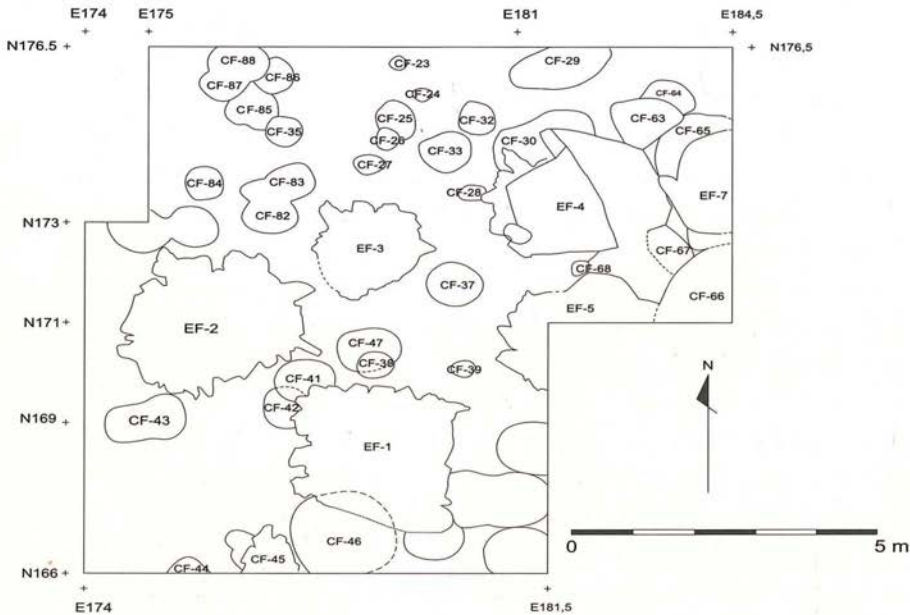 E174 E175 E181 E184,5
N176.5 N176,5
CF-88 CF-23 CF-29
CF-87 CF-86 CF-24 CF-64
CF-85 CF-25 CF-32 CF-63
CF-35 CF-26 CF-33 CF-30 CF-65
CF-27
CF-84 CF-83 CF-28 EF-4 EF-7
N173 CF-82
EF-3 CF-67
CF-37 CF-68 CF-66
N171 EF-2 EF-5
CF-47
CF-38 CF-39
CF-41 N
N169 CF-43 CF-42
EF-1
CF-46
CF-45
N166 CF-44
0 5 m
E174 E181,5